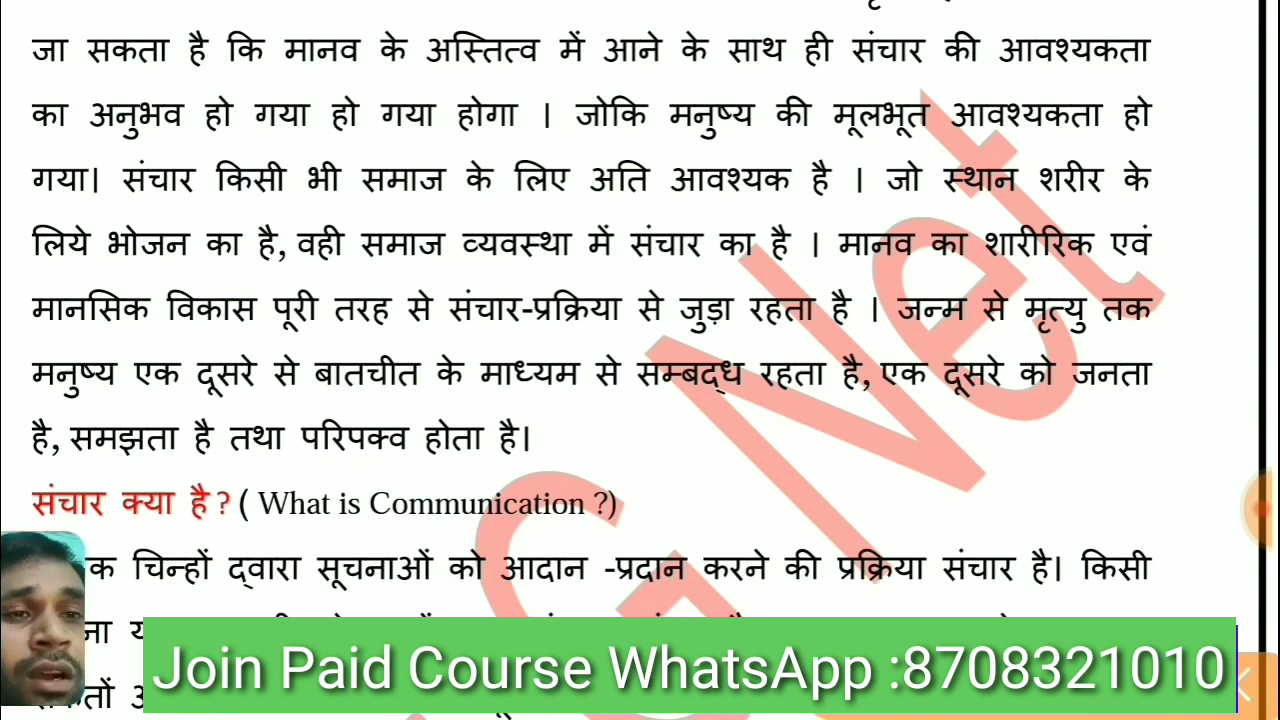 जा सकता है कि मानव के अस्तित्व में आने के साथ ही संचार की आवश्यकता
का अनुभव हो गया हो गया होगा । जोकि मनुष्य की मूलभूत आवश्यकता हो
गया। संचार किसी भी समाज के लिए अति आवश्यक है । जो स्थान शरीर के
लिये भोजन का है, वही समाज व्यवस्था में संचार का है । मानव का शारीरिक एवं
मानसिक विकास पूरी तरह से संचार-प्रक्रिया से जुड़ा रहता है । जन्म से मृत्यु तक
मनुष्य एक दूसरे से बातचीत के माध्यम से सम्बद्ध रहता है, एक दूसरे को जनता
है, समझता है तथा परिपक्व होता है।
संचार क्या है? ( What is Communication ?)
चिन्हों द्वारा सूचनाओं को आदान -प्रदान करने की प्रक्रिया संचार है। किसी
Join Paid Course WhatsApp :8708321010
G Net